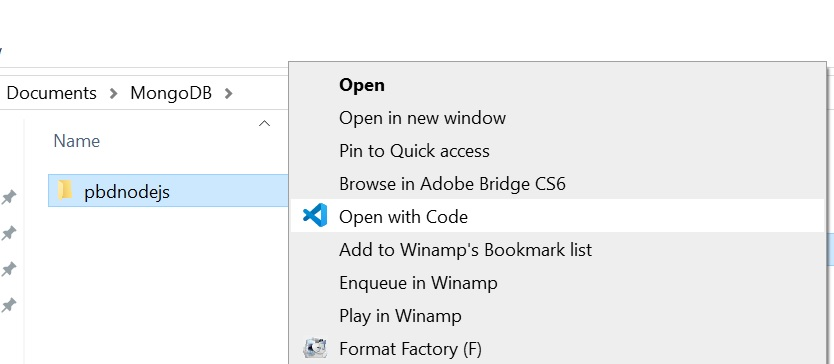 Documents > MongoDB >
Name
pbdnodejs
Open
Open in new window
Pin to Quick access
Browse in Adobe Bridge CS6
Open with Code
Add to Winamp's Bookmark list
Enqueue in Winamp
Play in Winamp
Format Factory (F)